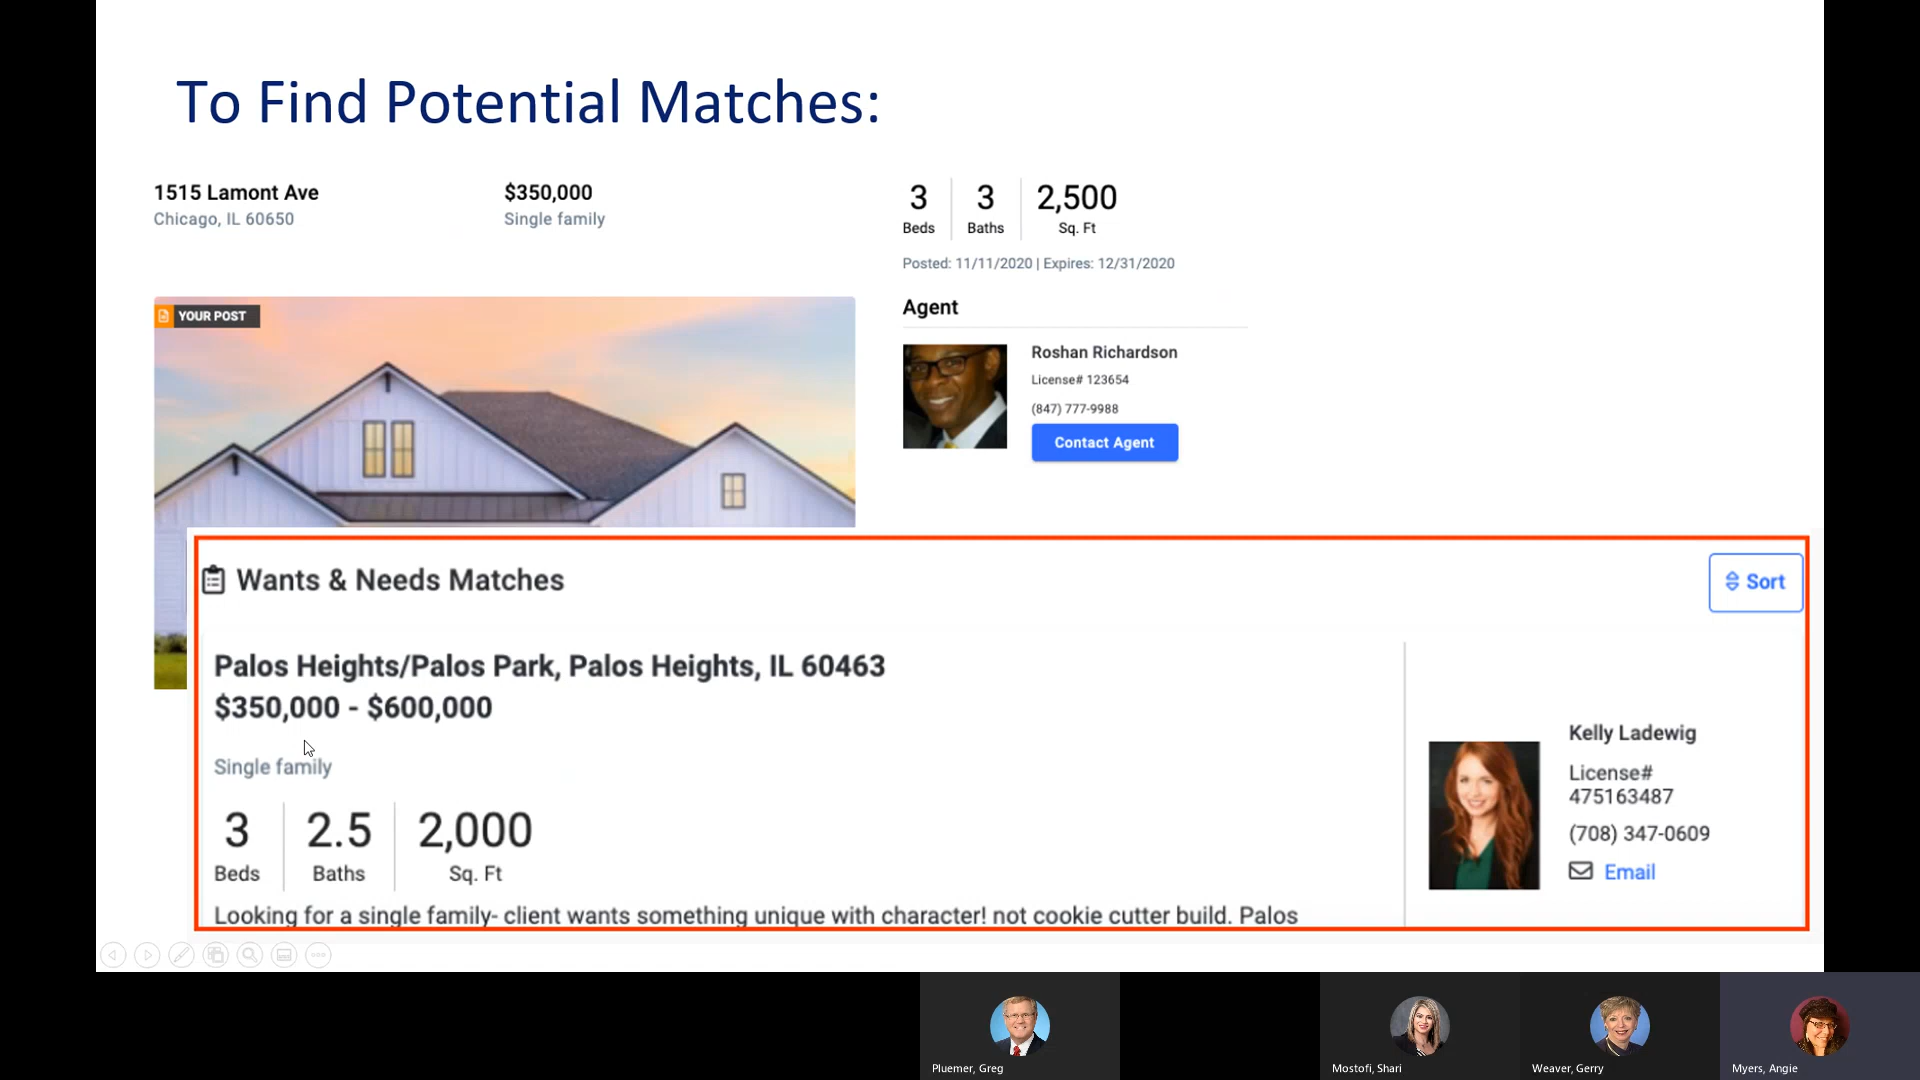 To Find Potential Matches:
1515 Lamont Ave
Chicago, IL 60650
$350,000
Single family
3
Beds
3
Baths
2,500
Sq. Ft
Posted: 11/11/2020 | Expires: 12/31/2020
YOUR POST
Agent
Roshan Richardson
License# 123654
(847) 777-9988
Contact Agent
Wants & Needs Matches
Sort
Palos Heights/Palos Park, Palos Heights, IL 60463
$350,000 - $600,000
Single family
3
Beds
2.5
Baths
2,000
Sq. Ft
Looking for a single family- client wants something unique with character! not cookie cutter build. Palos
Kelly Ladewig
License#
475163487
(708) 347-0609
Email
Pluemer, Greg
Mostofi, Shari
Weaver, Gerry
Myers, Angie